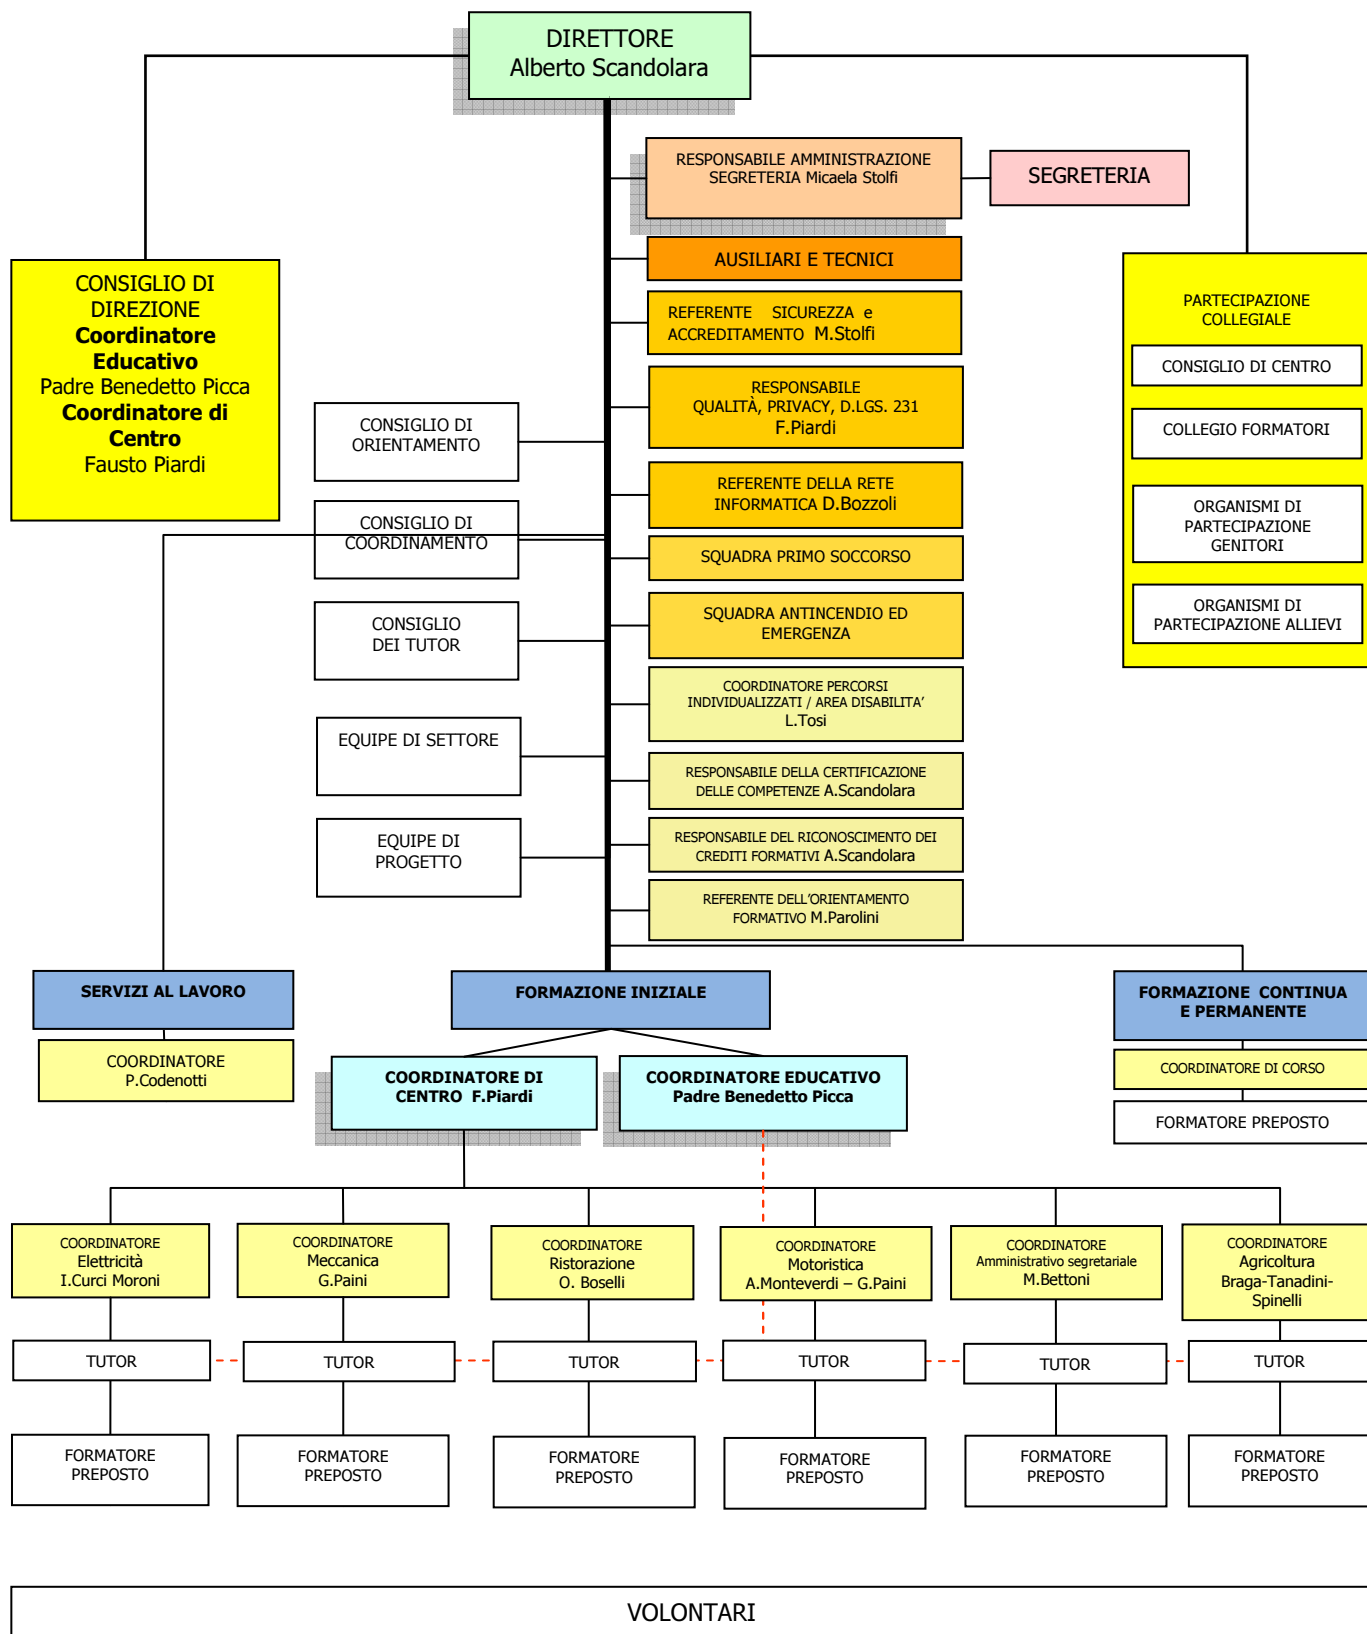 DIRETTORE
Alberto Scandolara
RESPONSABILE AMMINISTRAZIONE
SEGRETERIA Micaela Stolfi
SEGRETERIA
AUSILIARI E TECNICI
CONSIGLIO DI
DIREZIONE
Coordinatore
Educativo
Padre Benedetto Picca
Coordinatore di
Centro
Fausto Piardi
PARTECIPAZIONE
COLLEGIALE
CONSIGLIO DI CENTRO
COLLEGIO FORMATORI
ORGANISMI DI
PARTECIPAZIONE
GENITORI
ORGANISMI DI
PARTECIPAZIONE ALLIEVI
REFERENTE SICUREZZA e
ACCREDITAMENTO M.Stolfi
RESPONSABILE
QUALITÀ, PRIVACY, D.LGS. 231
F.Piardi
REFERENTE DELLA RETE
INFORMATICA D.Bozzoli
SQUADRA PRIMO SOCCORSO
SQUADRA ANTINCENDIO ED
EMERGENZA
COORDINATORE PERCORSI
INDIVIDUALIZZATI / AREA DISABILITA'
L.Tosi
RESPONSABILE DELLA CERTIFICAZIONE
DELLE COMPETENZE A.Scandolara
RESPONSABILE DEL RICONOSCIMENTO DEI
CREDITI FORMATIVI A.Scandolara
REFERENTE DELL'ORIENTAMENTO
FORMATIVO M.Parolini
CONSIGLIO DI
ORIENTAMENTO
CONSIGLIO DI
COORDINAMENTO
CONSIGLIO
DEI TUTOR
EQUIPE DI SETTORE
EQUIPE DI
PROGETTO
SERVIZI AL LAVORO
COORDINATORE
P.Codenotti
FORMAZIONE INIZIALE
FORMAZIONE CONTINUA
E PERMANENTE
COORDINATORE DI CORSO
FORMATORE PREPOSTO
COORDINATORE DI
CENTRO F.Piardi
COORDINATORE EDUCATIVO
Padre Benedetto Picca
COORDINATORE
Elettricità
I.Curci Moroni
COORDINATORE
Meccanica
G.Paini
COORDINATORE
Ristorazione
O. Boselli
COORDINATORE
Motoristica
A.Monteverdi – G.Paini
COORDINATORE
Amministrativo segretariale
M.Bettoni
COORDINATORE
Agricoltura
Braga-Tanadini-
Spinelli
TUTOR
TUTOR
TUTOR
TUTOR
TUTOR
TUTOR
FORMATORE
PREPOSTO
FORMATORE
PREPOSTO
FORMATORE
PREPOSTO
FORMATORE
PREPOSTO
FORMATORE
PREPOSTO
FORMATORE
PREPOSTO
VOLONTARI